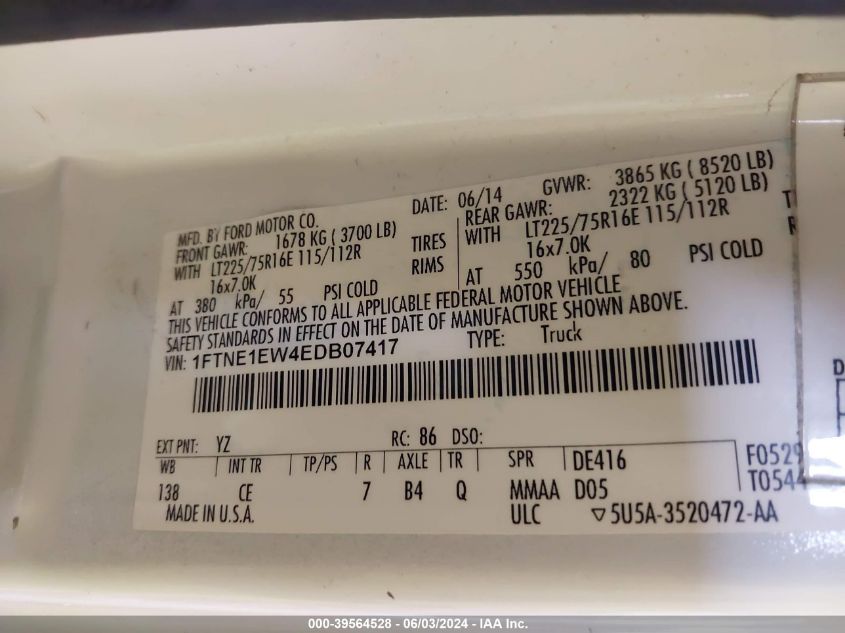 MFD. BY FORD MOTOR CO.
DATE: 06/14 GVWR: 3865 KG ( 8520 LB)
FRONT GAWR: 1678 KG ( 3700 LB)
REAR GAWR: 2322 KG ( 5120 LB)
WITH LT225/75R16E 115/112R TIRES
WITH LT225/75R16E 115/112R
16x7.0K RIMS
16x7.0K
AT 380 kPa/ 55 PSI COLD
AT 550 kPa/ 80 PSI COLD
THIS VEHICLE CONFORMS TO ALL APPLICABLE FEDERAL MOTOR VEHICLE
SAFETY STANDARDS IN EFFECT ON THE DATE OF MANUFACTURE SHOWN ABOVE.
VIN: 1FTNE1EW4EDB07417 TYPE: Truck
EXT PNT: YZ RC: 86 DSO:
WB INT TR TP/PS R AXLE TR SPR DE416 F0529
138 CE 7 B4 Q MMAA D05 T0544
MADE IN U.S.A. ULC ▽5U5A-3520472-AA
000-39564528 - 06/03/2024 - IAA Inc.